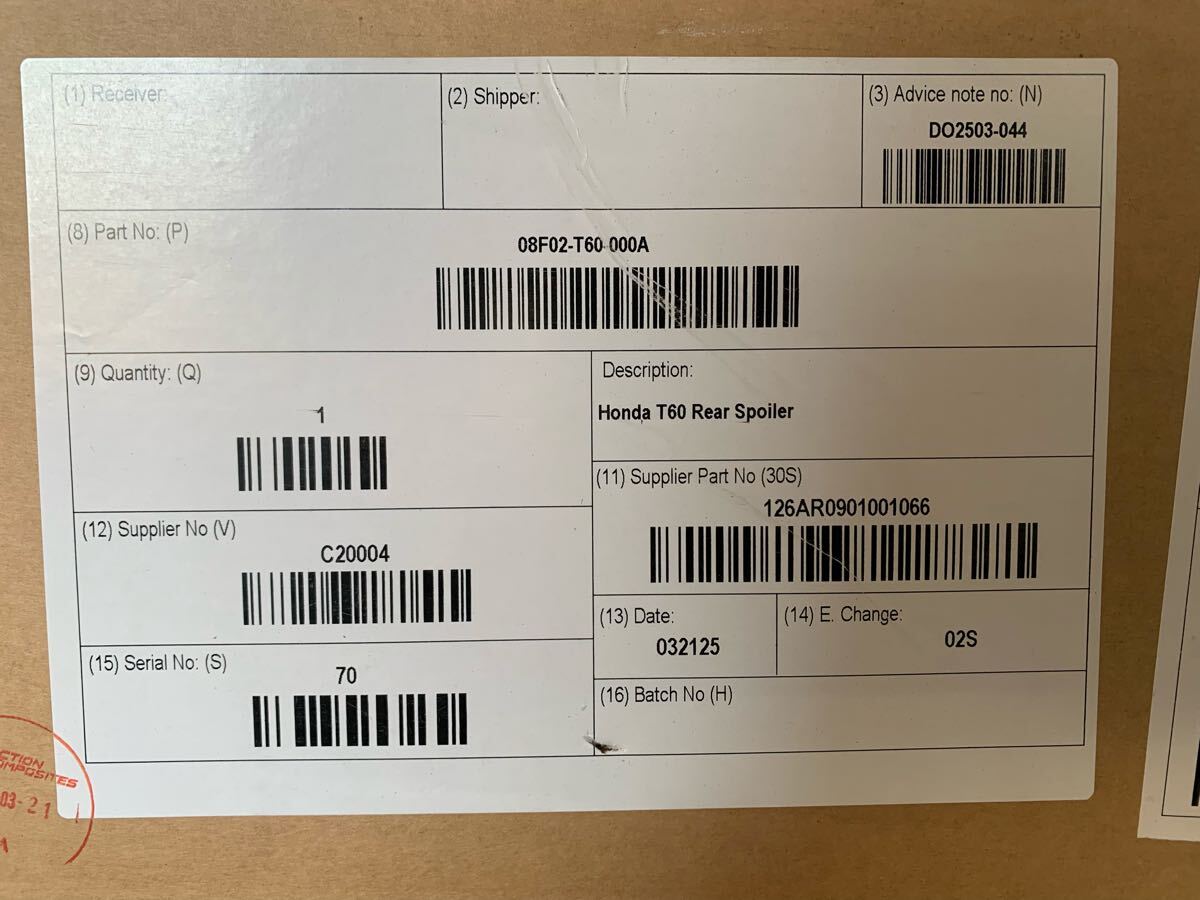 (1) Receiver:
(2) Shipper:
(3) Advice note no: (N)
DO2503-044
(8) Part No: (P)
08F02-T60-000A
(9) Quantity: (Q)
1
Description:
Honda T60 Rear Spoiler
(11) Supplier Part No (30S)
126AR0901001066
(12) Supplier No (V)
C20004
(13) Date:
032125
(14) E. Change:
02S
(15) Serial No: (S)
70
(16) Batch No (H)
CTION
OMPOSITES
03-21